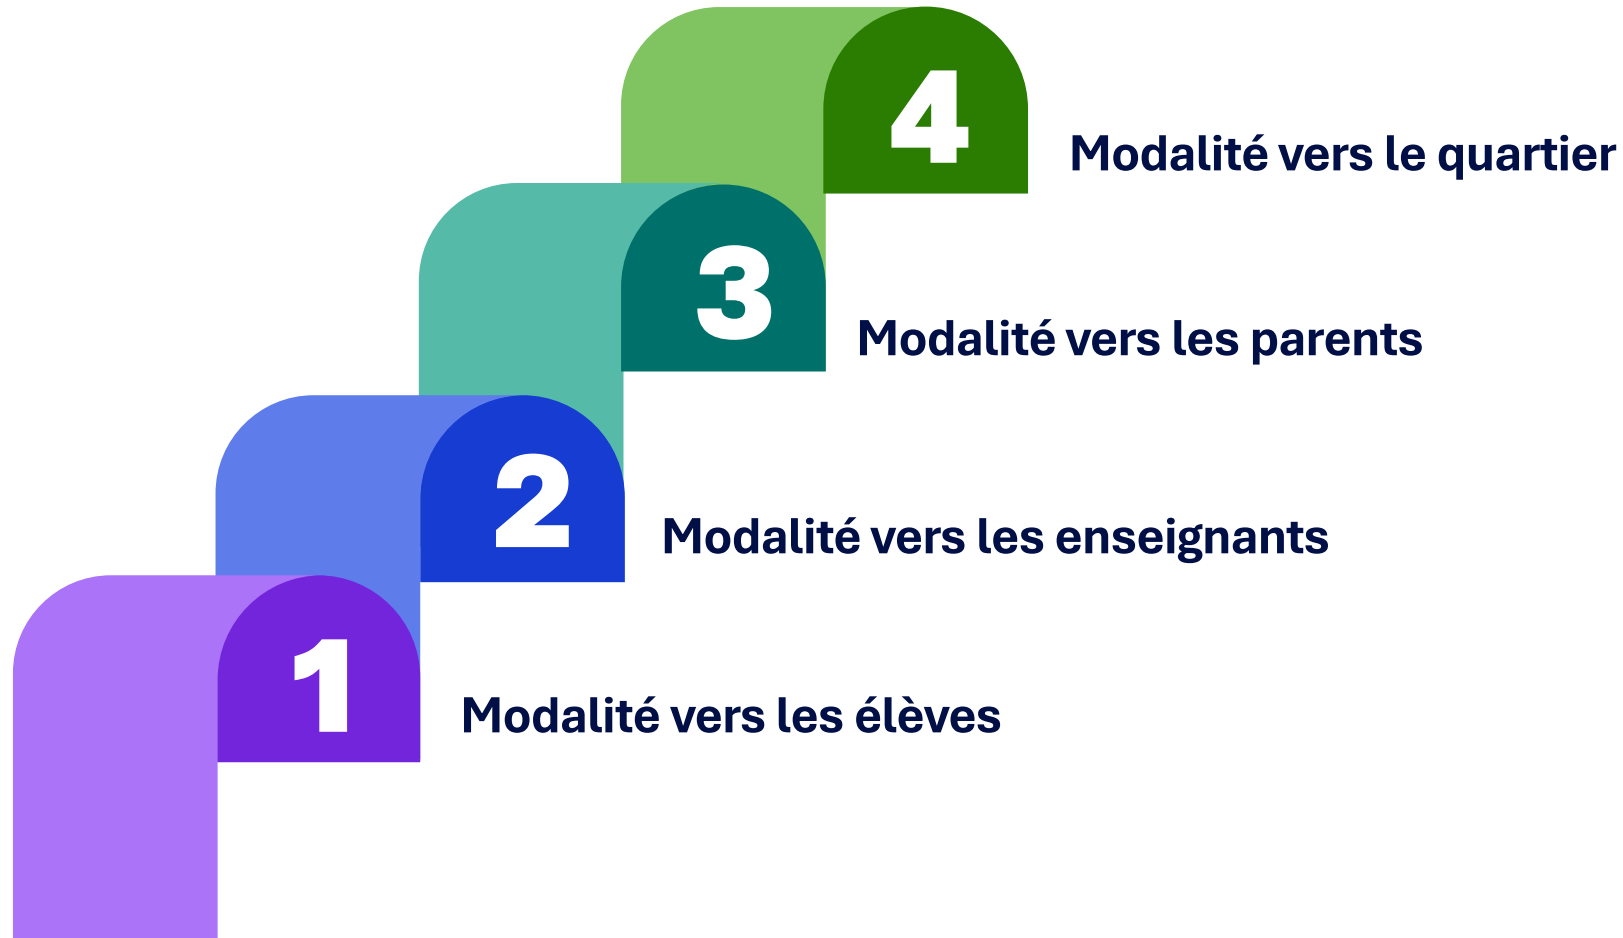 4
Modalité vers le quartier
3
Modalité vers les parents
2
Modalité vers les enseignants
1
Modalité vers les élèves